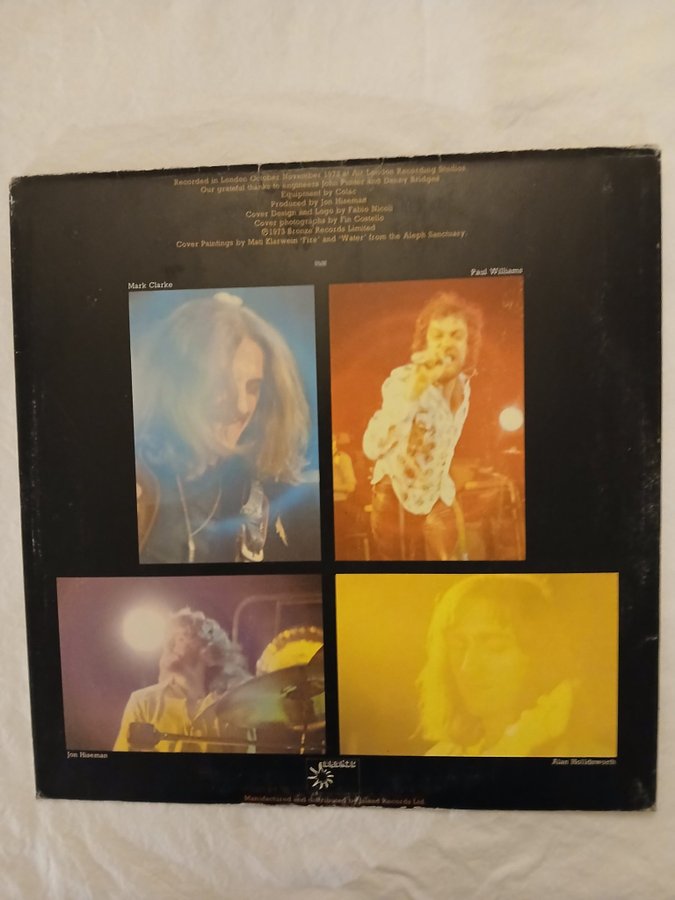 Recorded in London October November 1973 at Air London Recording Studios
Our grateful thanks to engineers John Punter and Denny Bridges
Equipment by Colac
Produced by Jon Hiseman
Cover Design and Logo by Fabio Nicoli
Cover photographs by Fin Costello
©1973 Bronze Records Limited
Cover Paintings by Mati Klarwein 'Fire' and 'Water' from the Aleph Sanctuary.
Mark Clarke
Paul Williams
Jon Hiseman
Alan Holdsworth
Manufactured and distributed by Island Records Ltd